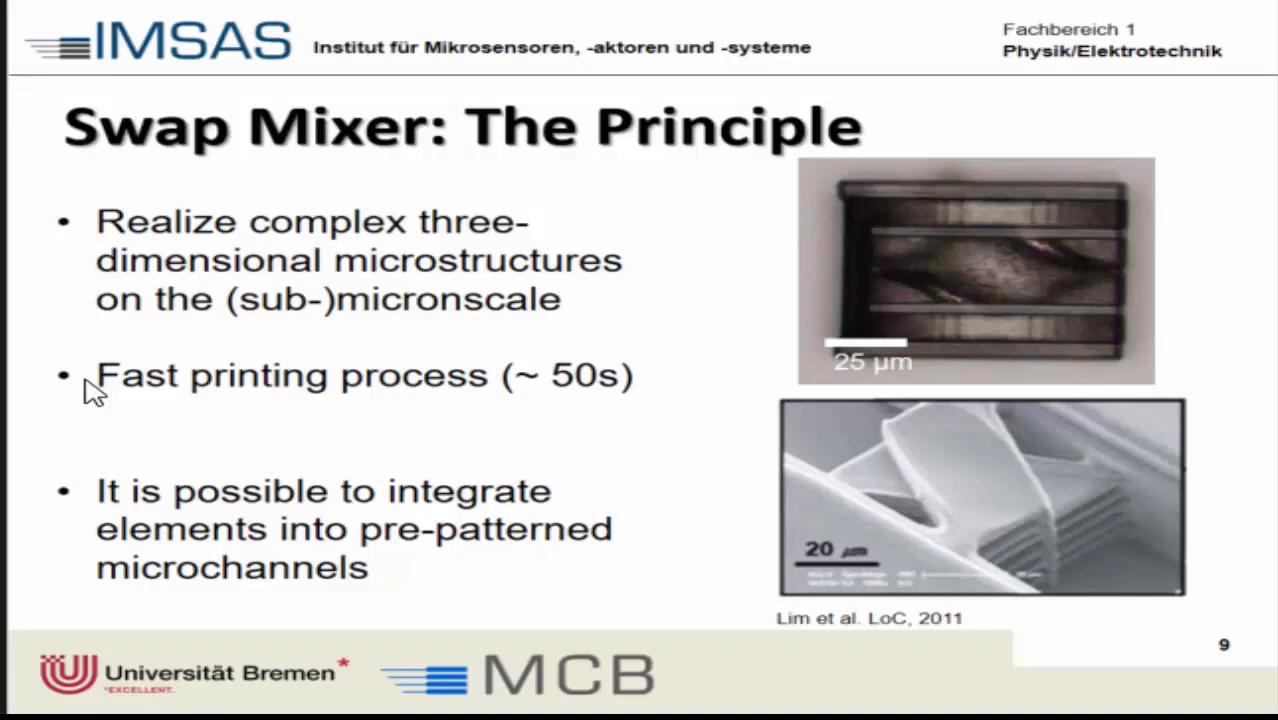 IMSAS
Institut für Mikrosensoren, -aktoren und -systeme
Fachbereich 1
Physik/Elektrotechnik
Swap Mixer: The Principle
• Realize complex three-
dimensional microstructures
on the (sub-)micronscale
• Fast printing process (~ 50s)
• It is possible to integrate
elements into pre-patterned
microchannels
25 µm
20 µm
Lim et al. LoC, 2011
9
Universität Bremen*
*EXCELLENT.
MCB